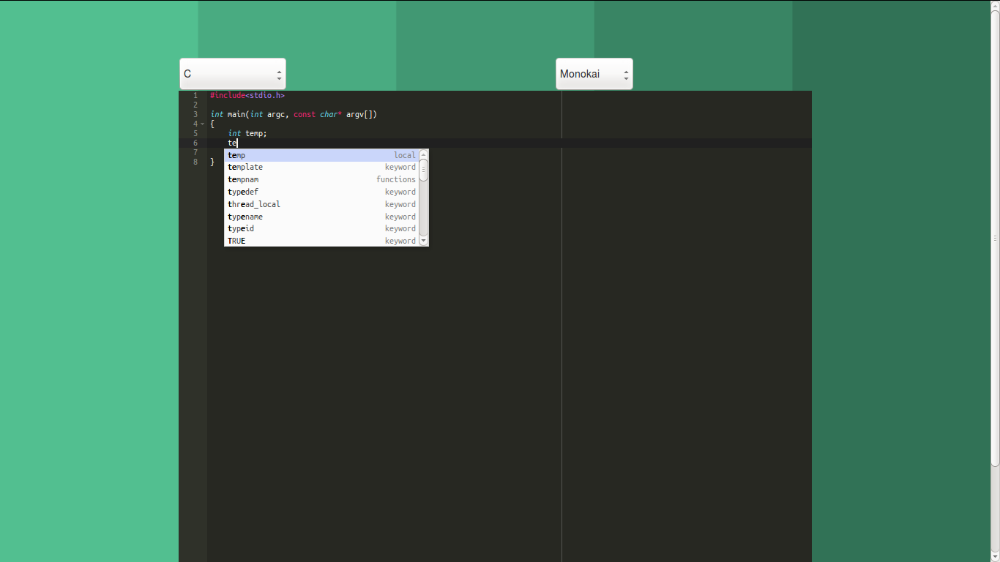 C Monokai
1 #include<stdio.h>
2
3 int main(int argc, const char* argv[])
4 {
5 int temp;
6 te
7
8 }
temp local
template keyword
tempnam functions
typedef keyword
thread_local keyword
typename keyword
typeid keyword
TRUE keyword